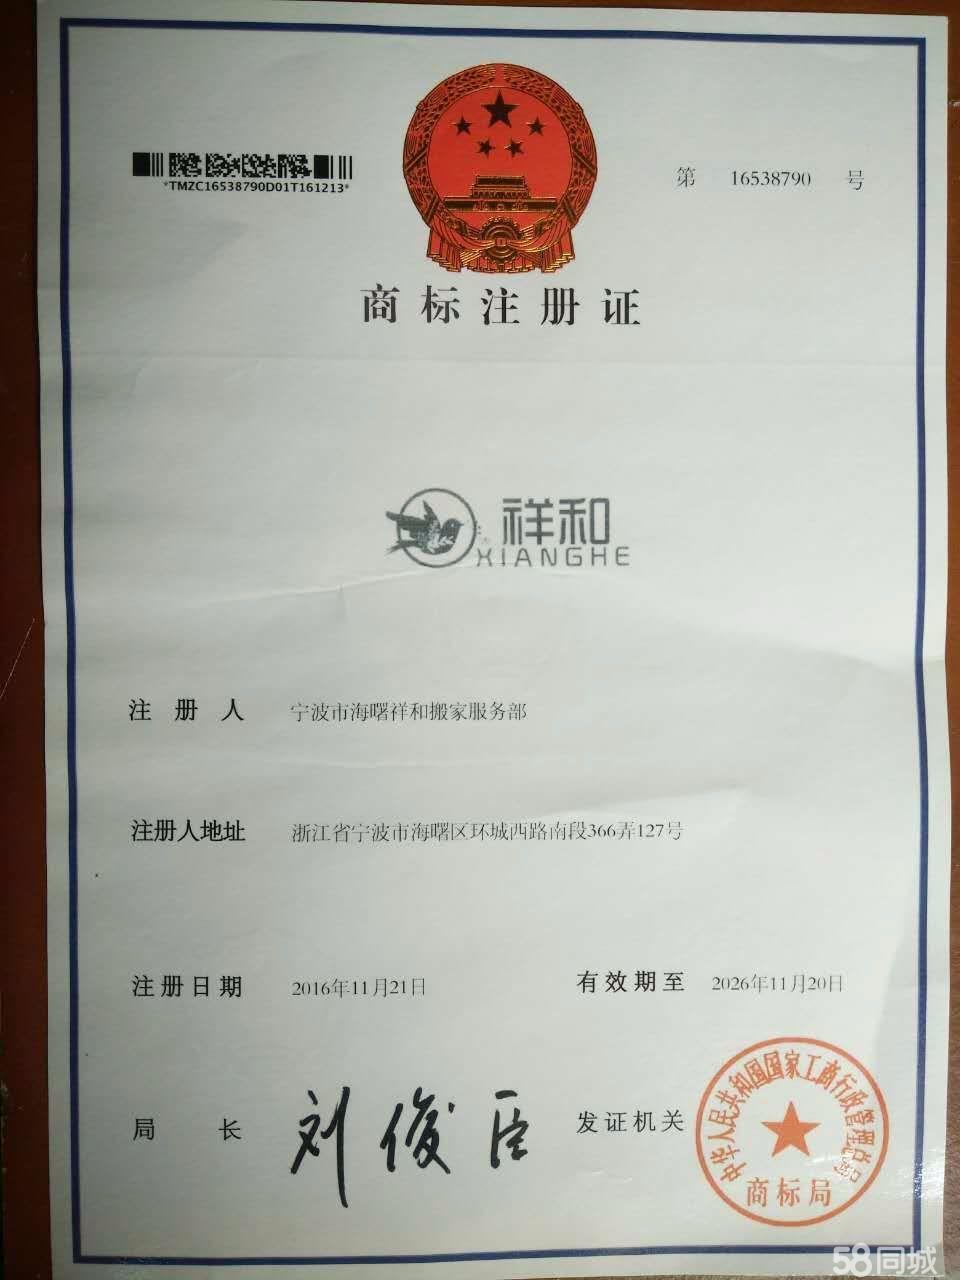 *TMZC16538790D01T161213*
第 16538790 号
商标注册证
祥和
XIANGHE
注册人 宁波市海曙祥和搬家服务部
注册人地址 浙江省宁波市海曙区环城西路南段366弄127号
注册日期 2016年11月21日 有效期至 2026年11月20日
局长 刘俊臣 发证机关
中华人民共和国国家工商行政管理总局
商标局
58同城